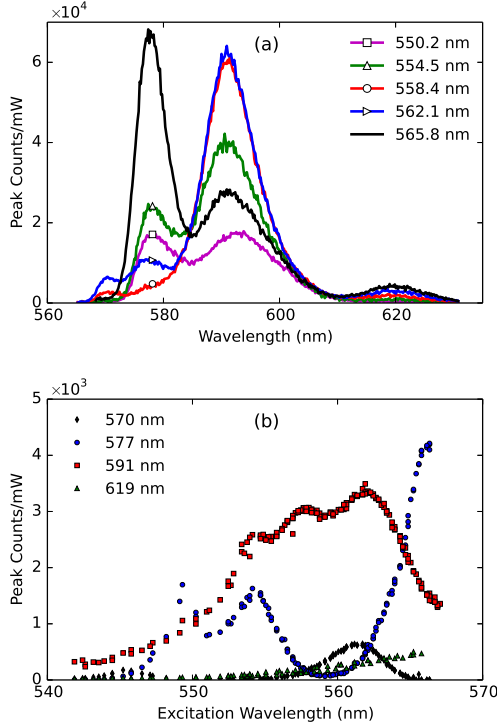 ×10⁴
(a)
550.2 nm
554.5 nm
558.4 nm
562.1 nm
565.8 nm
Peak Counts/mW
6
4
2
0
560 580 600 620
Wavelength (nm)
×10³
(b)
570 nm
577 nm
591 nm
619 nm
Peak Counts/mW
5
4
3
2
1
0
540 550 560 570
Excitation Wavelength (nm)